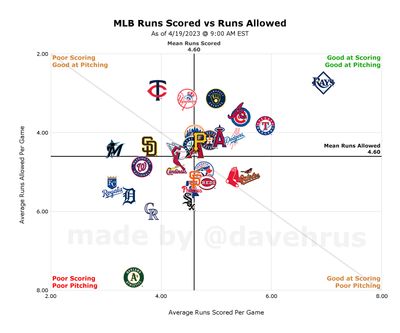 MLB Runs Scored vs Runs Allowed
As of 4/19/2023 @ 9:00 AM EST
Mean Runs Scored
4.60
2.00
Poor Scoring
Good at Pitching
Good at Scoring
Good at Pitching
Rays
4.00
Mean Runs Allowed
4.60
Average Runs Allowed Per Game
6.00
made by @davehrus
Poor Scoring
Poor Pitching
Good at Scoring
Poor at Pitching
8.00
2.00
4.00
6.00
8.00
Average Runs Scored Per Game